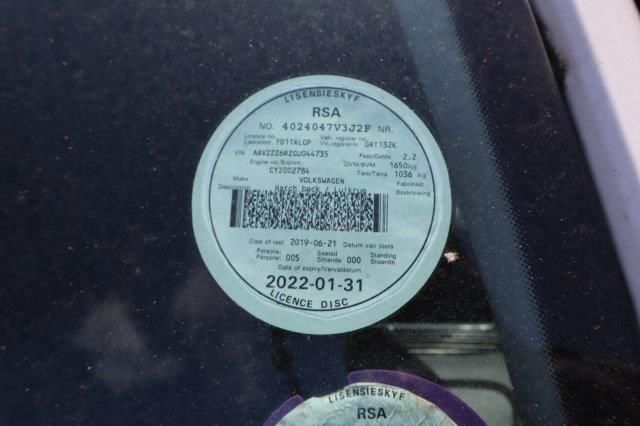 LISENSIESKYF
RSA
NO. 4024047V3J2F NR.
Licence no. Veh. register no.
Lisensienr. FD11XLGP Vrt.registernr. GRT132K
VIN AAVZZZ6RZGU044735 Fees/Gelde 2.2
Engine no./Enjinnr. GVM/BVM 1650kg
CYZ002784 Tare/Tarra 1036 kg
Make VOLKSWAGEN Fabrikaat
Description Hatch back / Luikrug Beskrywing
Date of test 2019-06-21 Datum van toets
Persons: Seated Standing
Persone: 005 Sittende 000 Staande
Date of expiry/Vervaldatum
2022-01-31
LICENCE DISC
LISENSIESKYF
RSA